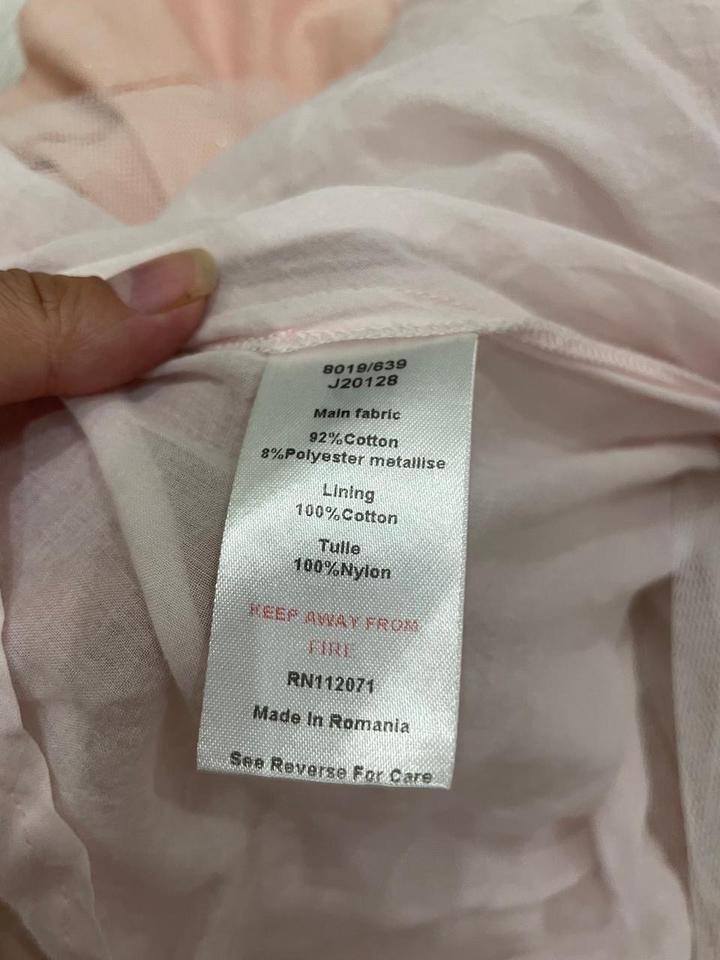 8019/639
J20128
Main fabric
92%Cotton
8%Polyester metallise
Lining
100%Cotton
Tulle
100%Nylon
KEEP AWAY FROM
FIRE
RN112071
Made In Romania
See Reverse For Care